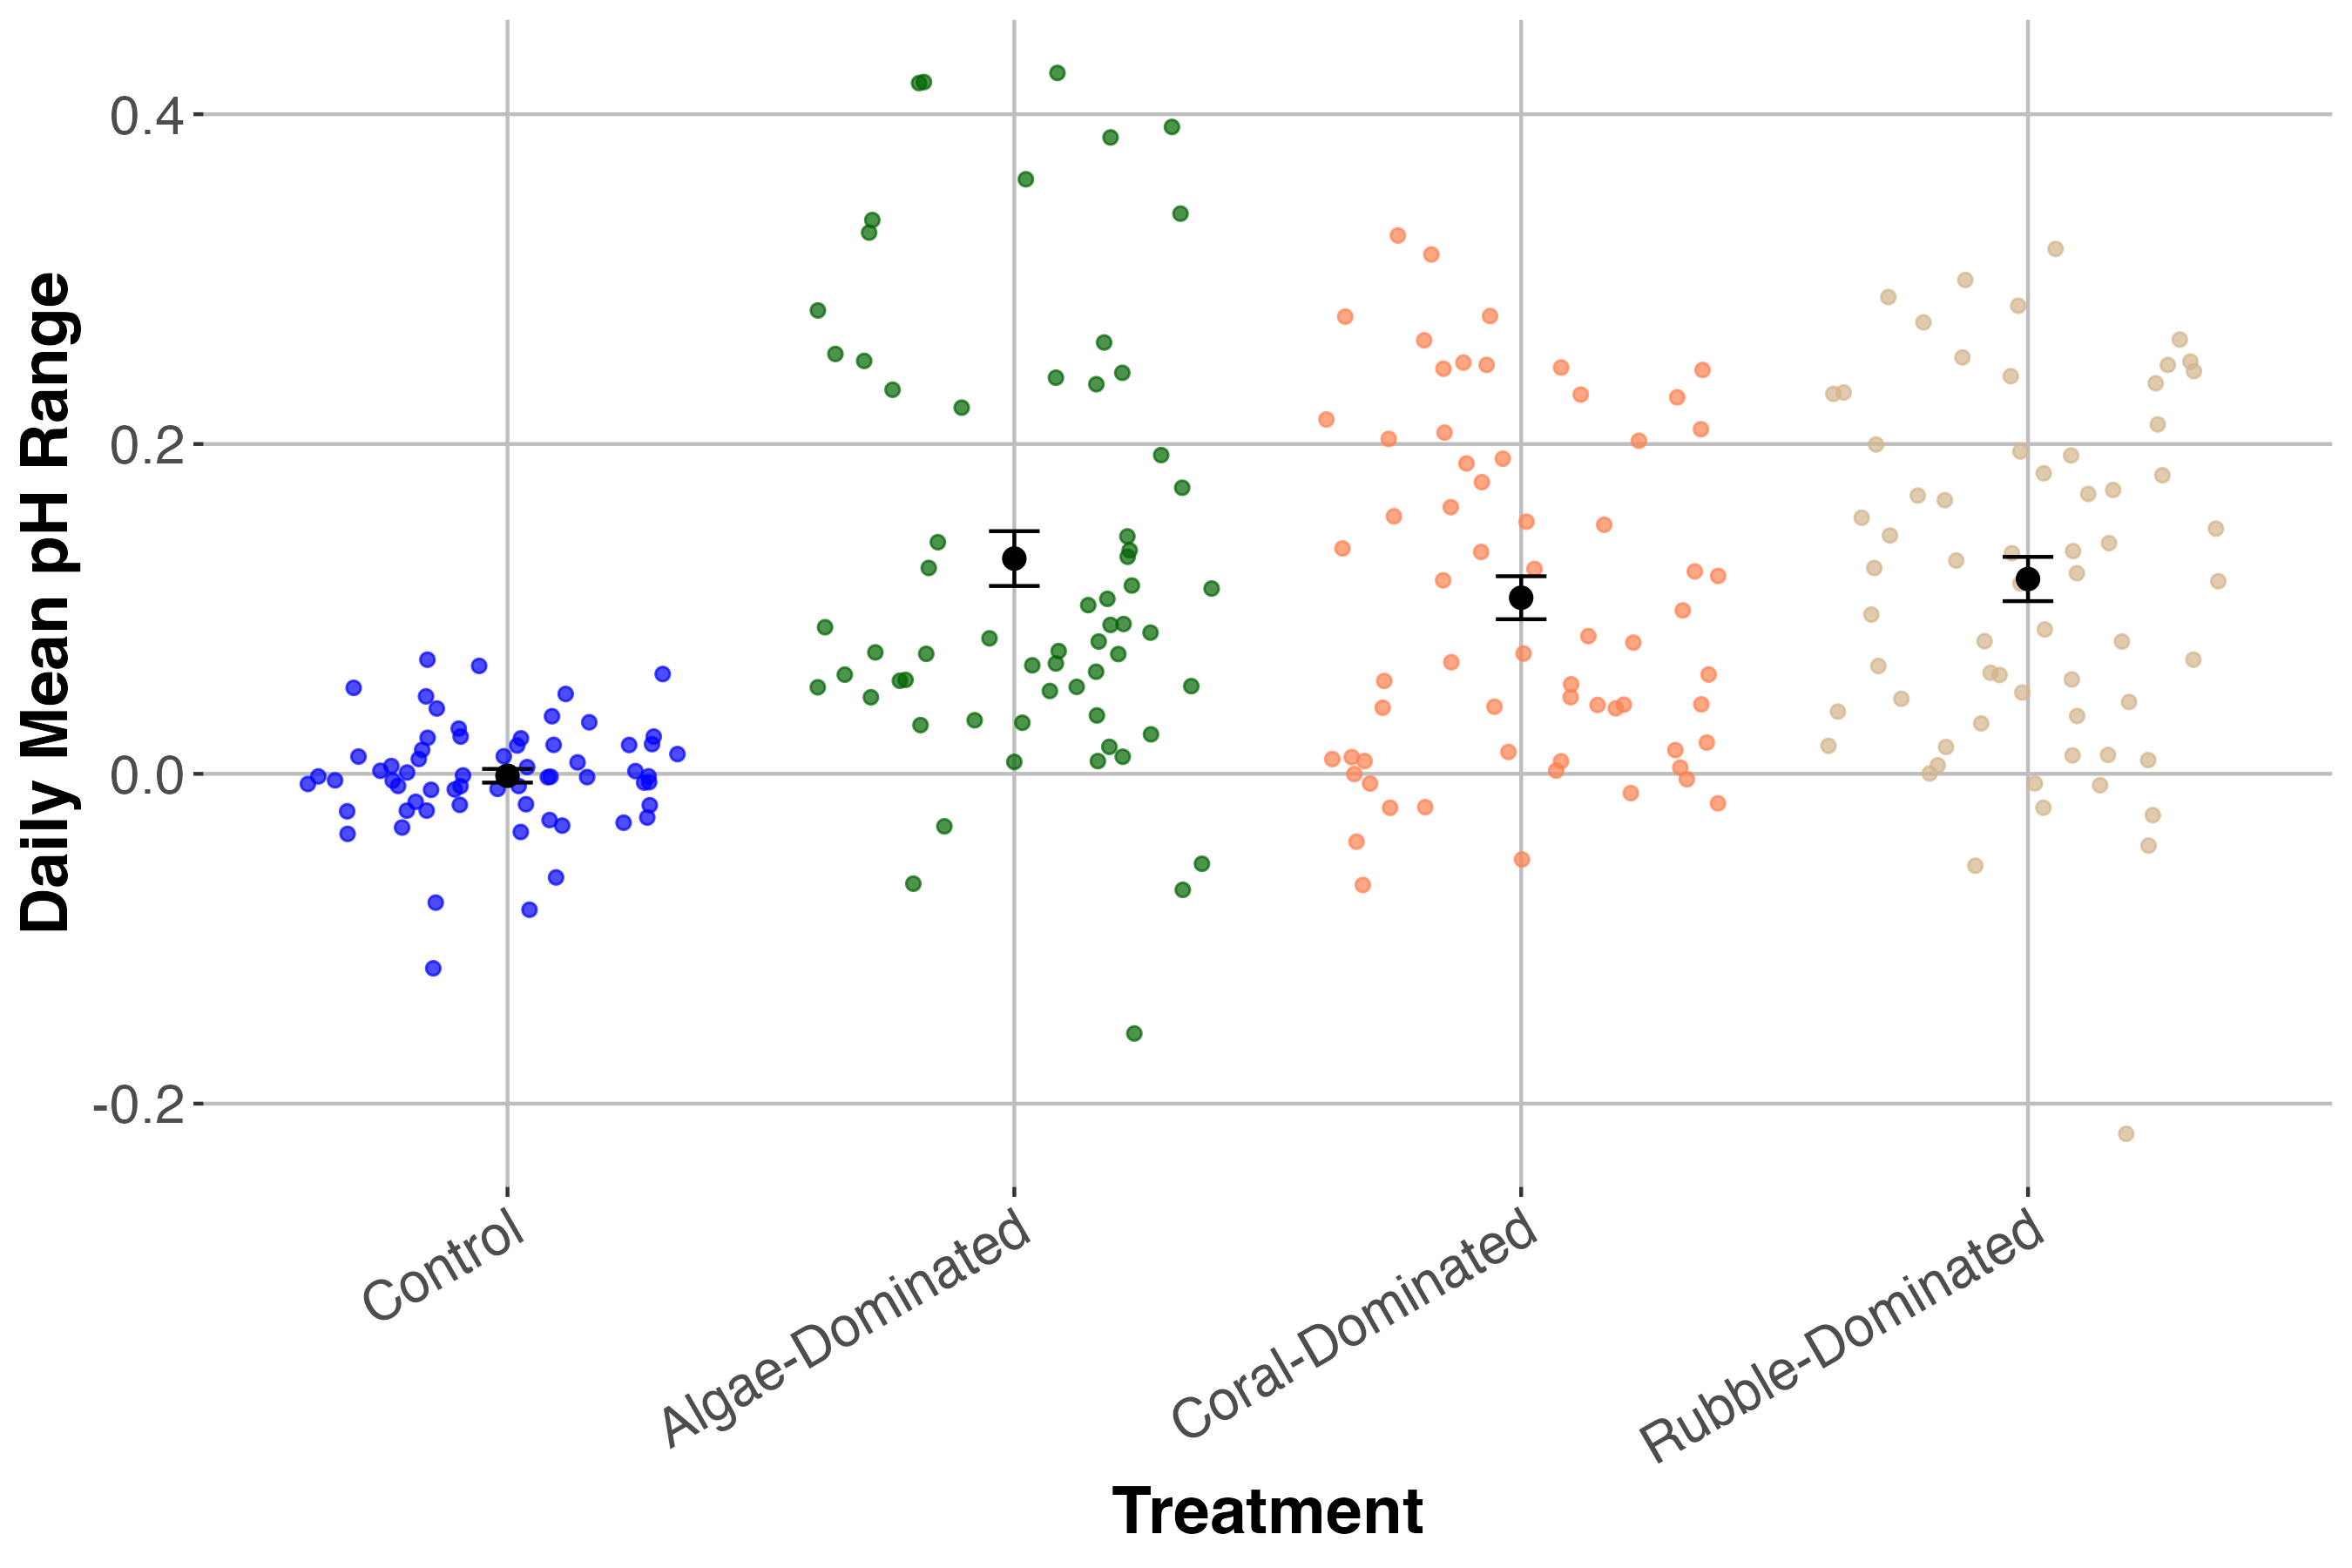 Daily Mean pH Range
0.4
0.2
0.0
-0.2
Control
Algae-Dominated
Coral-Dominated
Rubble-Dominated
Treatment